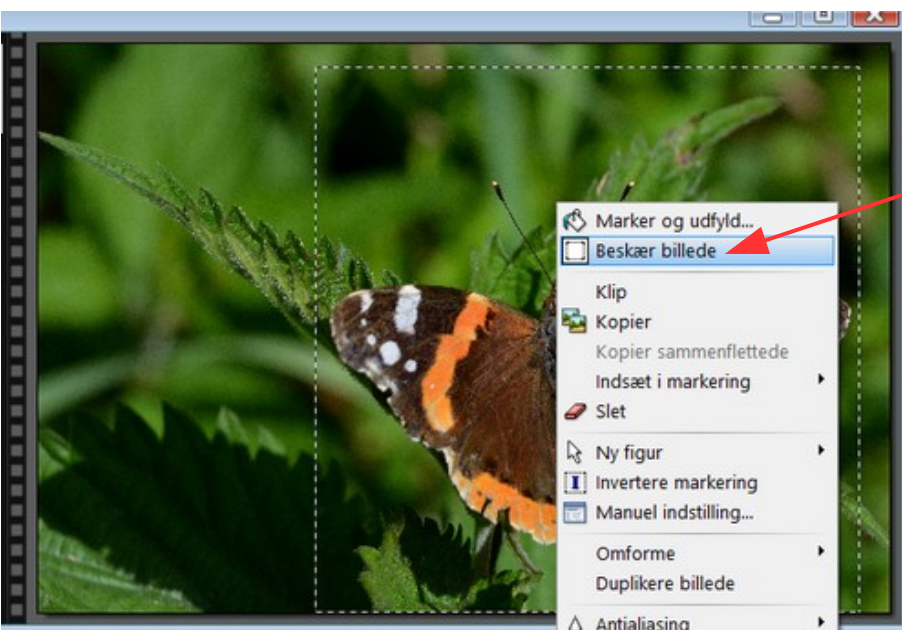 Marker og udfyld...
Beskær billede
Klip
Kopier
Kopier sammenflettede
Indsæt i markering
Slet
Ny figur
Invertere markering
Manuel indstilling...
Omforme
Duplikere billede
Antialiasing